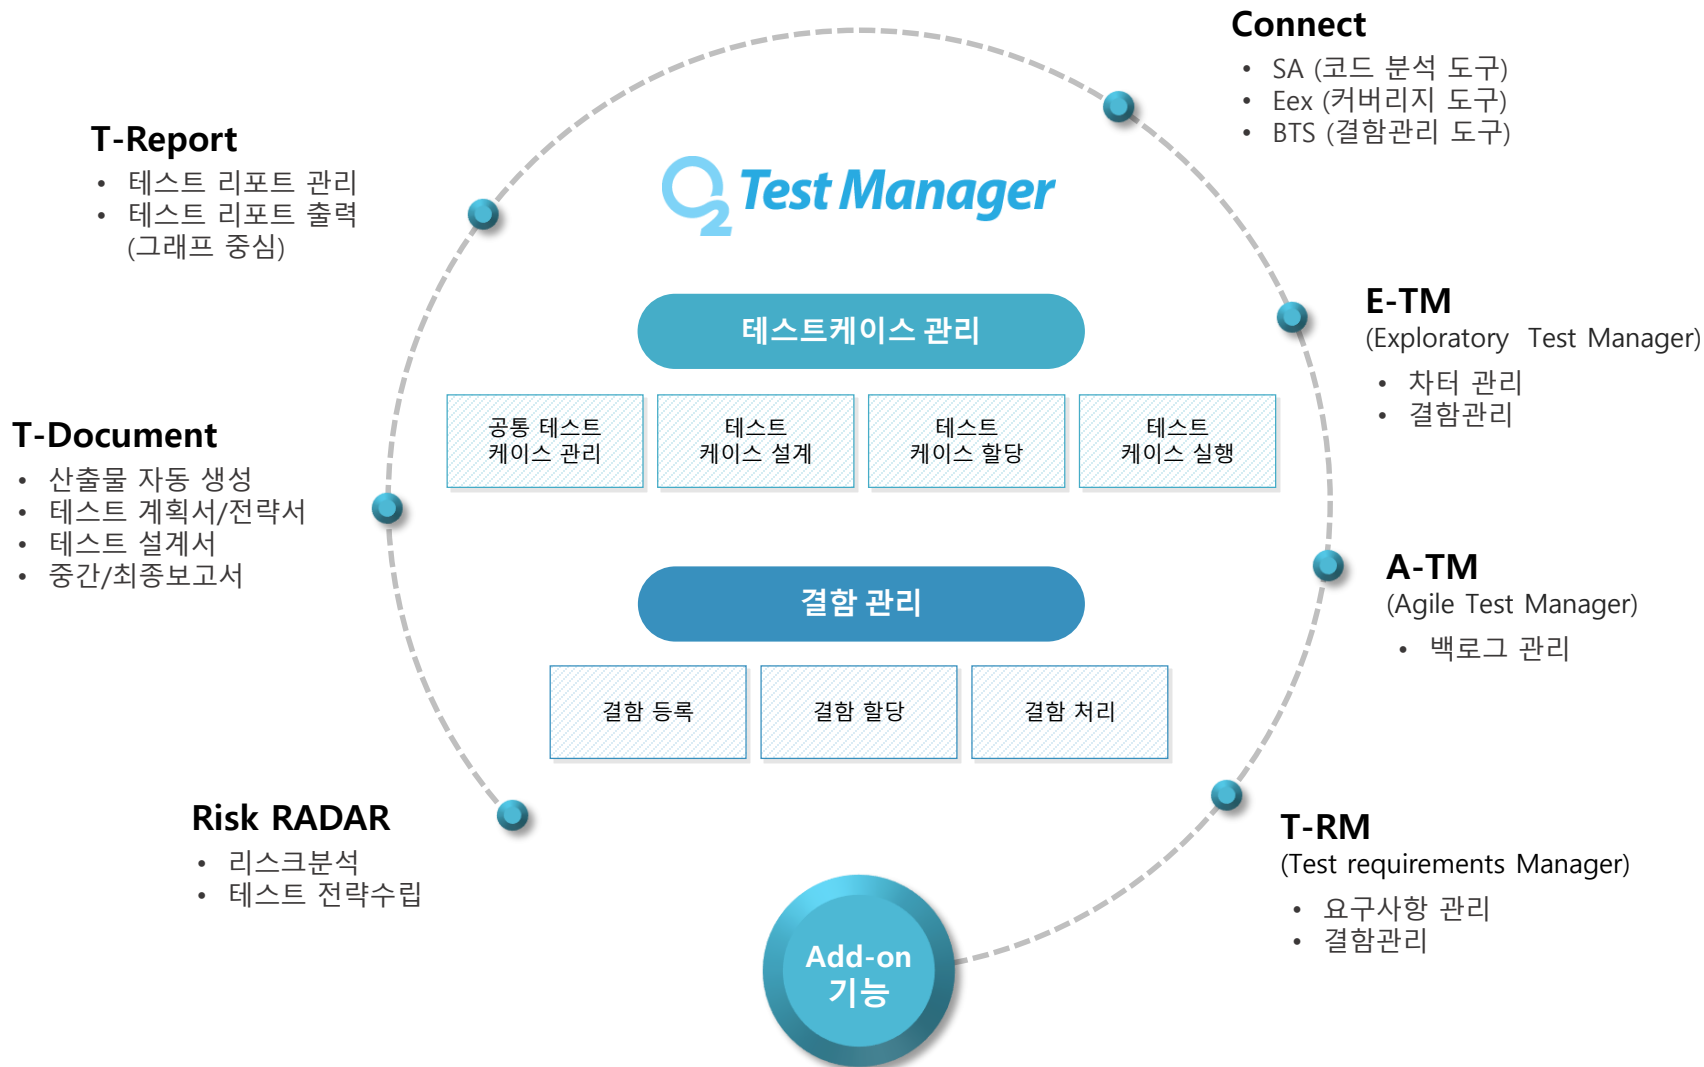 Connect
• SA (코드 분석 도구)
• Eex (커버리지 도구)
• BTS (결함관리 도구)
T-Report
• 테스트 리포트 관리
• 테스트 리포트 출력
(그래프 중심)
O2 Test Manager
테스트케이스 관리
공통 테스트
케이스 관리
테스트
케이스 설계
테스트
케이스 할당
테스트
케이스 실행
E-TM
(Exploratory Test Manager)
• 차터 관리
• 결함관리
T-Document
• 산출물 자동 생성
• 테스트 계획서/전략서
• 테스트 설계서
• 중간/최종보고서
결함 관리
결함 등록
결함 할당
결함 처리
A-TM
(Agile Test Manager)
• 백로그 관리
Risk RADAR
• 리스크분석
• 테스트 전략수립
T-RM
(Test requirements Manager)
• 요구사항 관리
• 결함관리
Add-on
기능